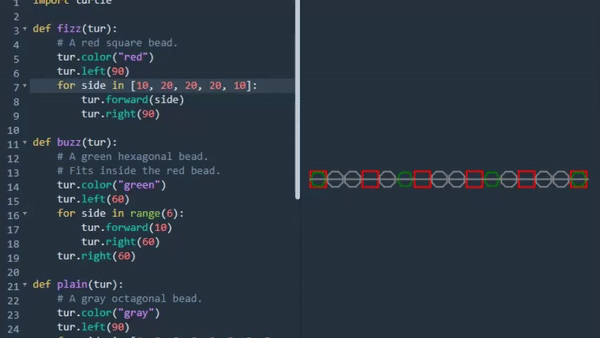 1 import turtle
2
3 def fizz(tur):
4 # A red square bead.
5 tur.color("red")
6 tur.left(90)
7 for side in [10, 20, 20, 20, 10]:
8 tur.forward(side)
9 tur.right(90)
10
11 def buzz(tur):
12 # A green hexagonal bead.
13 # Fits inside the red bead.
14 tur.color("green")
15 tur.left(60)
16 for side in range(6):
17 tur.forward(10)
18 tur.right(60)
19 tur.right(60)
20
21 def plain(tur):
22 # A gray octagonal bead.
23 tur.color("gray")
24 tur.left(90)